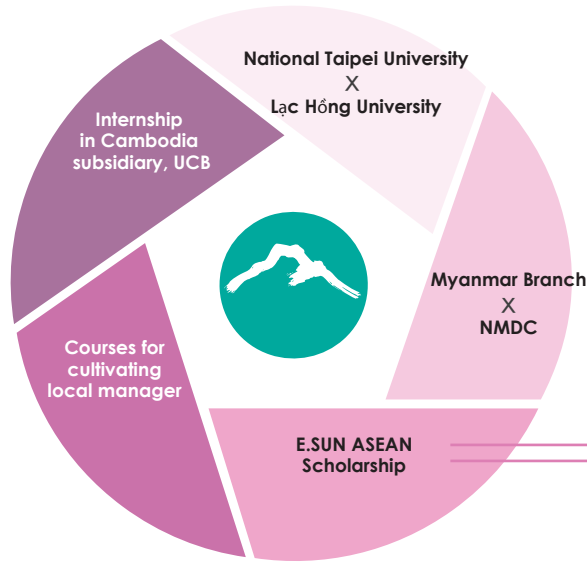 National Taipei University
X
Lạc Hồng University
Myanmar Branch
X
NMDC
E.SUN ASEAN
Scholarship
Courses for
cultivating
local manager
Internship
in Cambodia
subsidiary, UCB